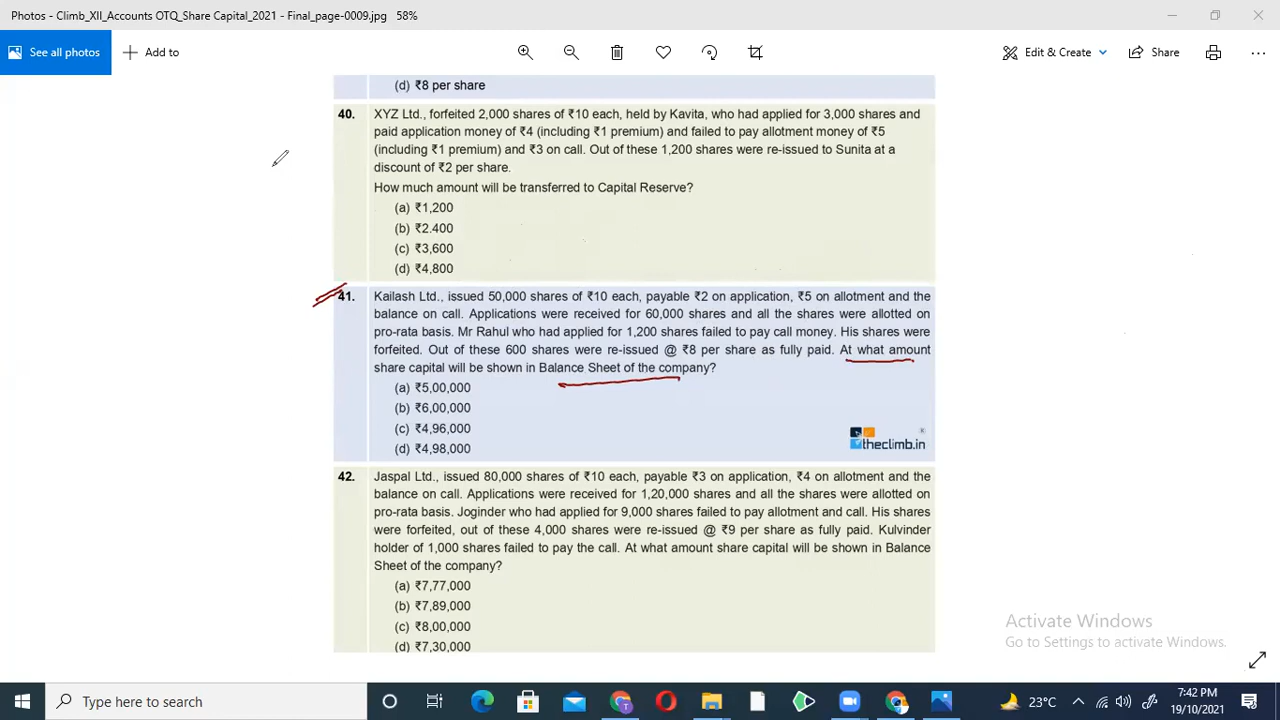 Photos - Climb_XII_Accounts OTQ_Share Capital_2021 - Final_page-0009.jpg 58%
See all photos
Add to
Edit & Create
Share
(d) ₹8 per share
40. XYZ Ltd., forfeited 2,000 shares of ₹10 each, held by Kavita, who had applied for 3,000 shares and
paid application money of ₹4 (including ₹1 premium) and failed to pay allotment money of ₹5
(including ₹1 premium) and ₹3 on call. Out of these 1,200 shares were re-issued to Sunita at a
discount of ₹2 per share.
How much amount will be transferred to Capital Reserve?
(a) ₹1,200
(b) ₹2.400
(c) ₹3,600
(d) ₹4,800
41. Kailash Ltd., issued 50,000 shares of ₹10 each, payable ₹2 on application, ₹5 on allotment and the
balance on call. Applications were received for 60,000 shares and all the shares were allotted on
pro-rata basis. Mr Rahul who had applied for 1,200 shares failed to pay call money. His shares were
forfeited. Out of these 600 shares were re-issued @ ₹8 per share as fully paid. At what amount
share capital will be shown in Balance Sheet of the company?
(a) ₹5,00,000
(b) ₹6,00,000
(c) ₹4,96,000
(d) ₹4,98,000
theclimb.in
42. Jaspal Ltd., issued 80,000 shares of ₹10 each, payable ₹3 on application, ₹4 on allotment and the
balance on call. Applications were received for 1,20,000 shares and all the shares were allotted on
pro-rata basis. Joginder who had applied for 9,000 shares failed to pay allotment and call. His shares
were forfeited, out of these 4,000 shares were re-issued @ ₹9 per share as fully paid. Kulvinder
holder of 1,000 shares failed to pay the call. At what amount share capital will be shown in Balance
Sheet of the company?
(a) ₹7,77,000
(b) ₹7,89,000
(c) ₹8,00,000
(d) ₹7,30,000
Activate Windows
Go to Settings to activate Windows.
Type here to search
23°C
7:42 PM
19/10/2021